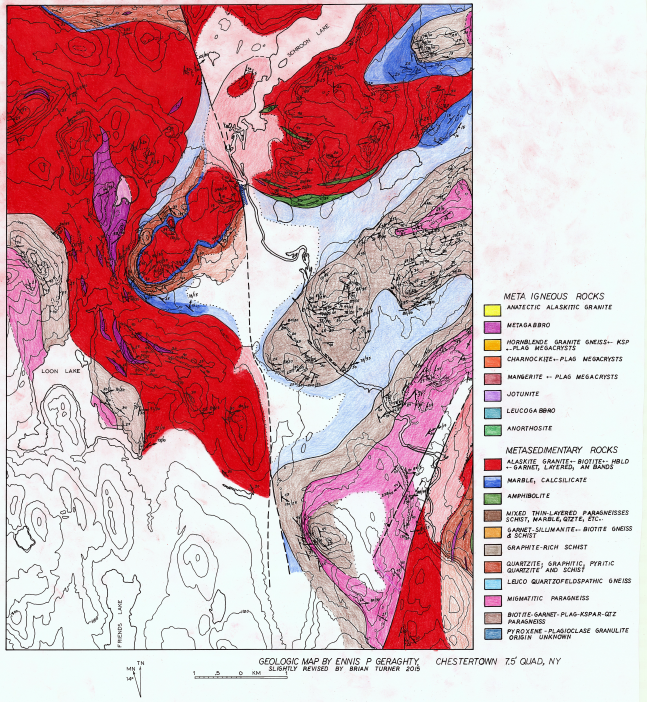 SCHROON LAKE
LOON LAKE
FRIENDS LAKE
META IGNEOUS ROCKS
ANATECTIC ALASKITIC GRANITE
METAGABBRO
HORNBLENDE GRANITE GNEISS +- KSP
+- PLAG MEGACRYSTS
CHARNOCKITE +- PLAG MEGACRYSTS
MANGERITE +- PLAG MEGACRYSTS
JOTUNITE
LEUCOGABBRO
ANORTHOSITE
METASEDIMENTARY ROCKS
ALASKITE GRANITE +- BIOTITE +- HBLD
+- GARNET, LAYERED, AM BANDS
MARBLE, CALCSILICATE
AMPHIBOLITE
MIXED THIN-LAYERED PARAGNEISSES
SCHIST, MARBLE, QTZTE, ETC.
GARNET-SILLIMANITE +- BIOTITE GNEISS
& SCHIST
GRAPHITE-RICH SCHIST
QUARTZITE; GRAPHITIC, PYRITIC
QUARTZITE AND SCHIST
LEUCO QUARTZOFELDSPATHIC GNEISS
MIGMATITIC PARAGNEISS
BIOTITE-GARNET-PLAG-KSPAR-QTZ
PARAGNEISS
PYROXENE-PLAGIOCLASE GRANULITE
ORIGIN UNKNOWN
GEOLOGIC MAP BY ENNIS P GERAGHTY, CHESTERTOWN 7.5' QUAD, NY
SLIGHTLY REVISED BY BRIAN TURNER 2015
TN
MN
14°
1 .5 0 KM 1